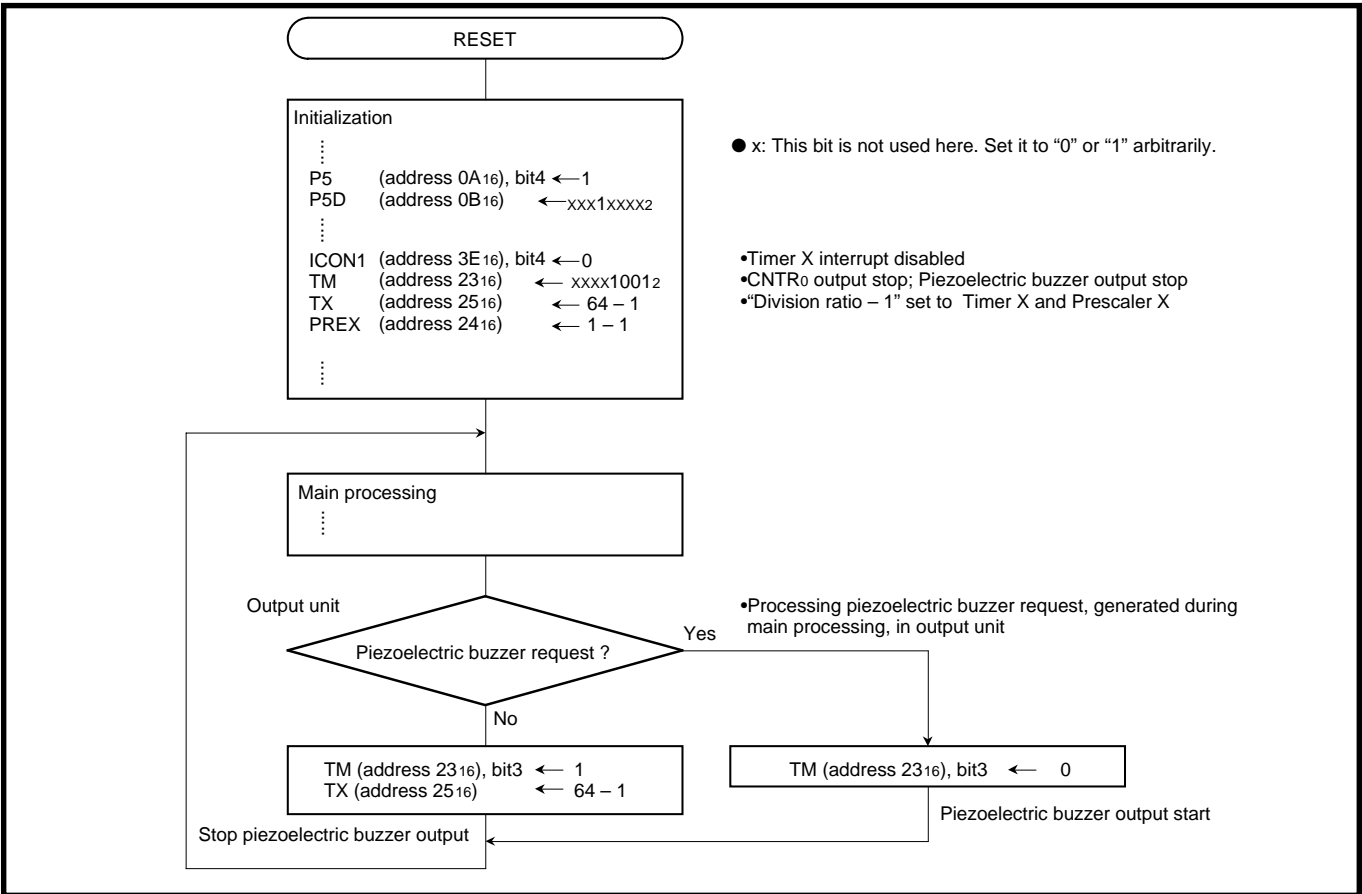 RESET
Initialization
● x: This bit is not used here. Set it to “0” or “1” arbitrarily.
P5 (address 0A16), bit4 ←1
P5D (address 0B16) ←XXX1XXXX2
ICON1 (address 3E16), bit4 ←0
TM (address 2316) ← XXXX10012
TX (address 2516) ← 64 – 1
PREX (address 2416) ← 1 – 1
•Timer X interrupt disabled
•CNTR0 output stop; Piezoelectric buzzer output stop
•“Division ratio – 1” set to Timer X and Prescaler X
Main processing
Output unit
•Processing piezoelectric buzzer request, generated during
main processing, in output unit
Yes
Piezoelectric buzzer request ?
No
TM (address 2316), bit3 ← 1
TX (address 2516) ← 64 – 1
TM (address 2316), bit3 ← 0
Piezoelectric buzzer output start
Stop piezoelectric buzzer output